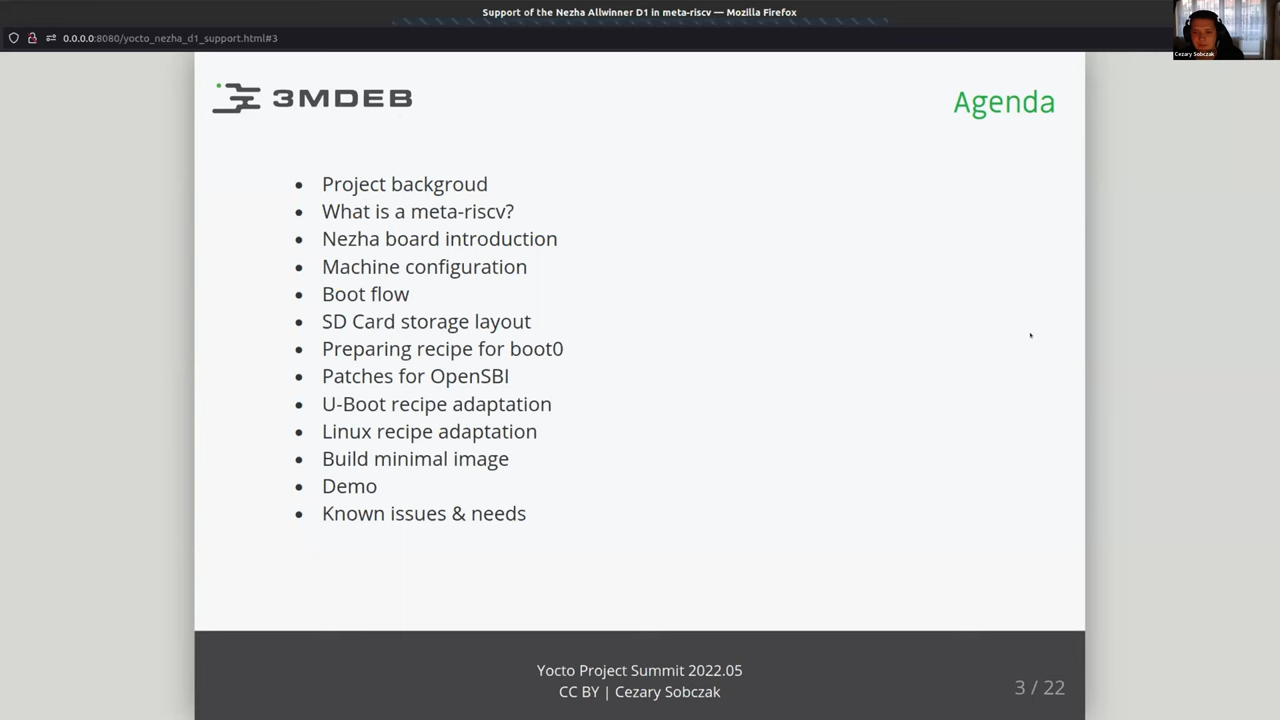 Support of the Nezha Allwinner D1 in meta-riscv — Mozilla Firefox
0.0.0.0:8080/yocto_nezha_d1_support.html#3
Cezary Sobczak
3MDEB
Agenda
• Project backgroud
• What is a meta-riscv?
• Nezha board introduction
• Machine configuration
• Boot flow
• SD Card storage layout
• Preparing recipe for boot0
• Patches for OpenSBI
• U-Boot recipe adaptation
• Linux recipe adaptation
• Build minimal image
• Demo
• Known issues & needs
Yocto Project Summit 2022.05
CC BY | Cezary Sobczak
3 / 22